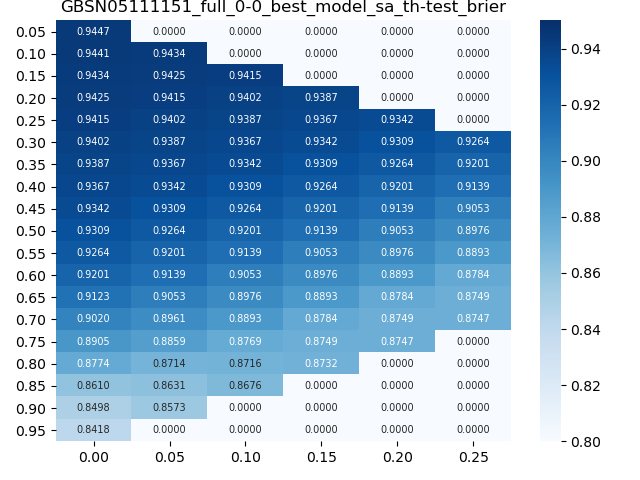 GBSN05111151_full_0-0_best_model_sa_th-test_brier
0.05 0.9447 0.0000 0.0000 0.0000 0.0000 0.0000
0.10 0.9441 0.9434 0.0000 0.0000 0.0000 0.0000
0.15 0.9434 0.9425 0.9415 0.0000 0.0000 0.0000
0.20 0.9425 0.9415 0.9402 0.9387 0.0000 0.0000
0.25 0.9415 0.9402 0.9387 0.9367 0.9342 0.0000
0.30 0.9402 0.9387 0.9367 0.9342 0.9309 0.9264
0.35 0.9387 0.9367 0.9342 0.9309 0.9264 0.9201
0.40 0.9367 0.9342 0.9309 0.9264 0.9201 0.9139
0.45 0.9342 0.9309 0.9264 0.9201 0.9139 0.9053
0.50 0.9309 0.9264 0.9201 0.9139 0.9053 0.8976
0.55 0.9264 0.9201 0.9139 0.9053 0.8976 0.8893
0.60 0.9201 0.9139 0.9053 0.8976 0.8893 0.8784
0.65 0.9123 0.9053 0.8976 0.8893 0.8784 0.8749
0.70 0.9020 0.8961 0.8893 0.8784 0.8749 0.8747
0.75 0.8905 0.8859 0.8769 0.8749 0.8747 0.0000
0.80 0.8774 0.8714 0.8716 0.8732 0.0000 0.0000
0.85 0.8610 0.8631 0.8676 0.0000 0.0000 0.0000
0.90 0.8498 0.8573 0.0000 0.0000 0.0000 0.0000
0.95 0.8418 0.0000 0.0000 0.0000 0.0000 0.0000
0.00 0.05 0.10 0.15 0.20 0.25
0.94
0.92
0.90
0.88
0.86
0.84
0.82
0.80